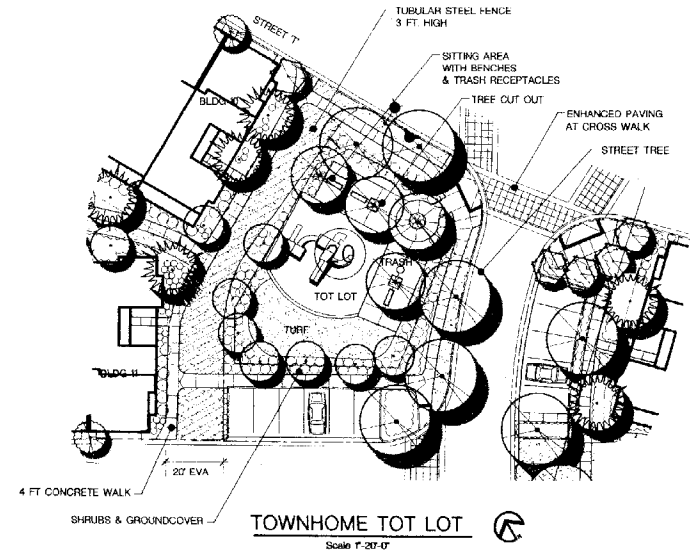 TUBULAR STEEL FENCE
3 FT. HIGH
STREET 'T'
SITTING AREA
WITH BENCHES
& TRASH RECEPTACLES
TREE CUT OUT
BLDG 10
ENHANCED PAVING
AT CROSS WALK
STREET TREE
TRASH
TOT LOT
TURF
BLDG 11
20' EVA
4 FT CONCRETE WALK
SHRUBS & GROUNDCOVER
TOWNHOME TOT LOT
Scale 1"-20'-0"